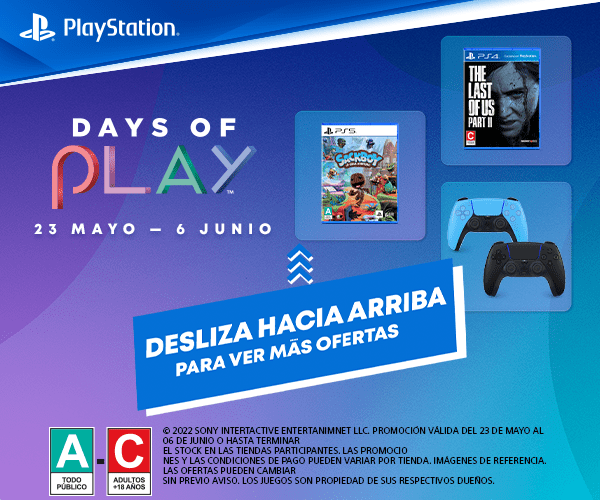 PlayStation.
DAYS OF
PLAY™
23 MAYO — 6 JUNIO
PS5
SACKBOY
PS4
THE
LAST
OF US
PART II
C
DESLIZA HACIA ARRIBA
PARA VER MÁS OFERTAS
A
TODO
PÚBLICO
-
C
ADULTOS
+18 AÑOS
© 2022 SONY INTERTACTIVE ENTERTANIMNET LLC. PROMOCIÓN VÁLIDA DEL 23 DE MAYO AL
06 DE JUNIO O HASTA TERMINAR
EL STOCK EN LAS TIENDAS PARTICIPANTES. LAS PROMOCIO
NES Y LAS CONDICIONES DE PAGO PUEDEN VARIAR POR TIENDA. IMÁGENES DE REFERENCIA.
LAS OFERTAS PUEDEN CAMBIAR
SIN PREVIO AVISO. LOS JUEGOS SON PROPIEDAD DE SUS RESPECTIVOS DUEÑOS.